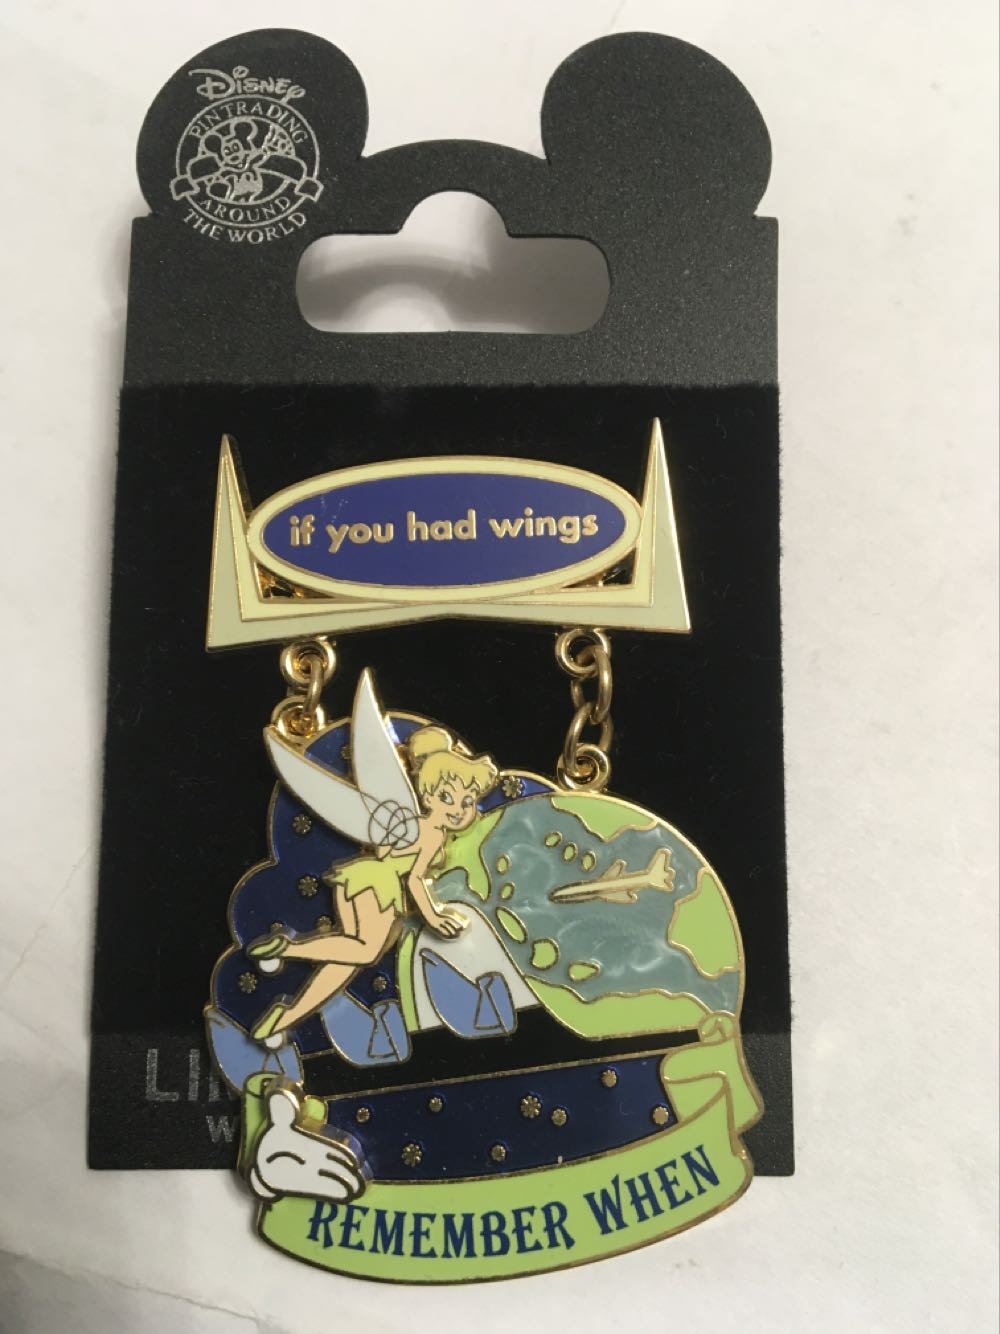 Disney
PIN TRADING
AROUND
THE WORLD
if you had wings
REMEMBER WHEN